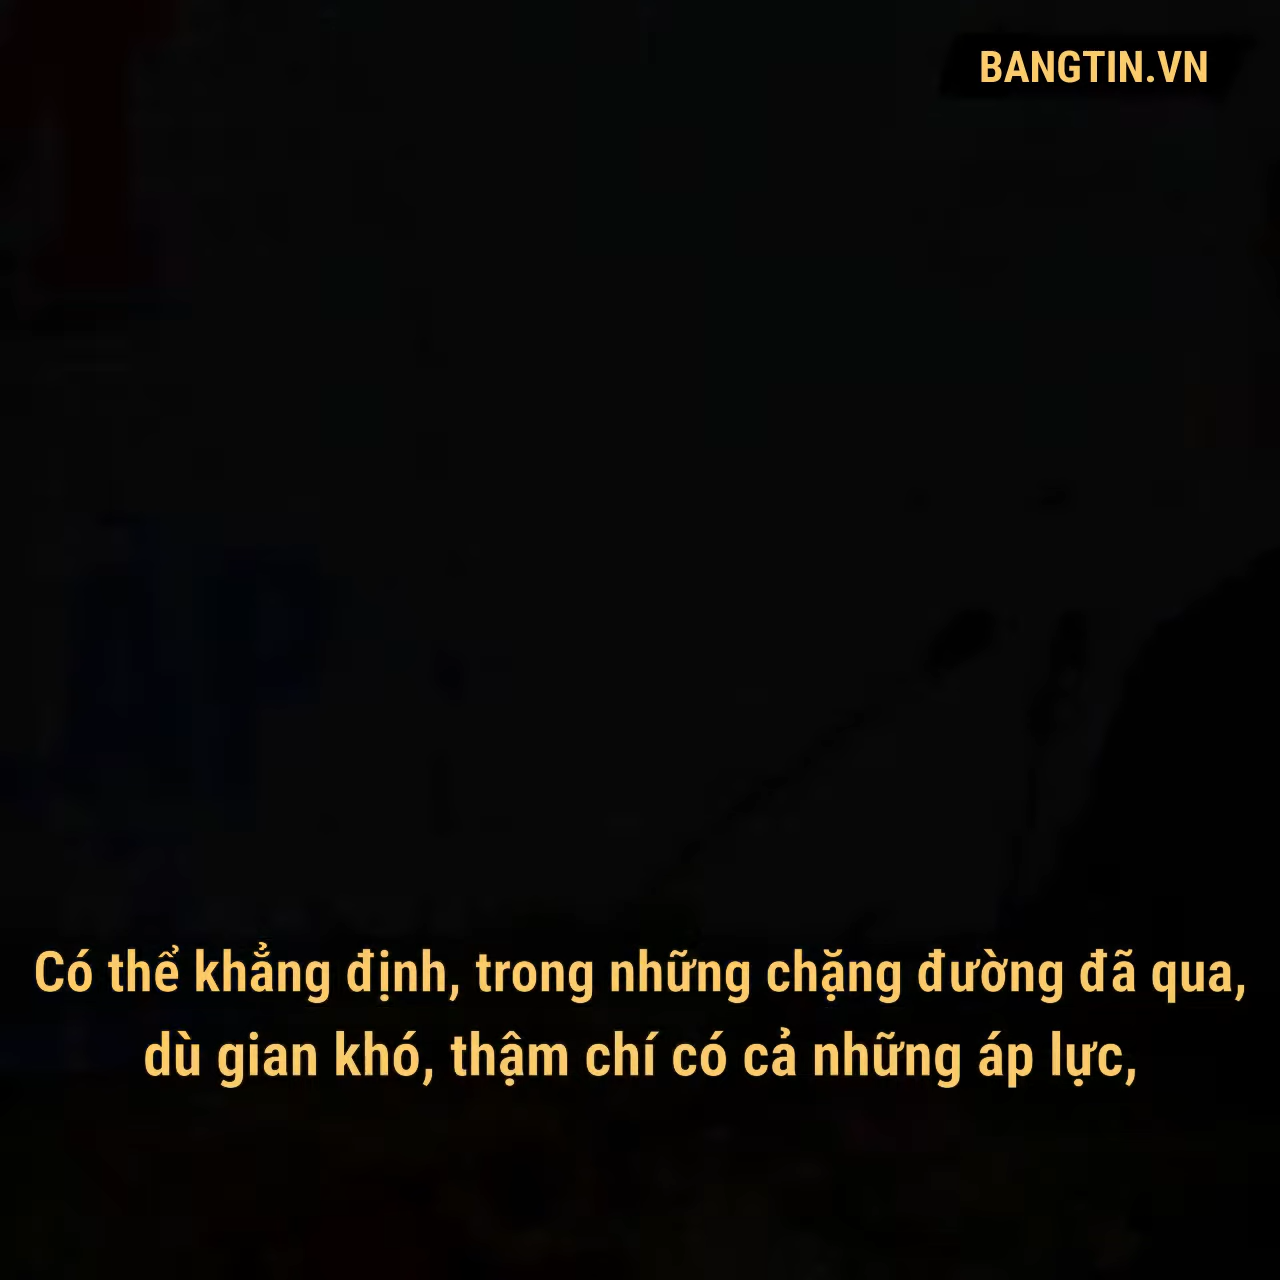 BANGTIN.VN
Có thể khẳng định, trong những chặng đường đã qua,
dù gian khó, thậm chí có cả những áp lực,